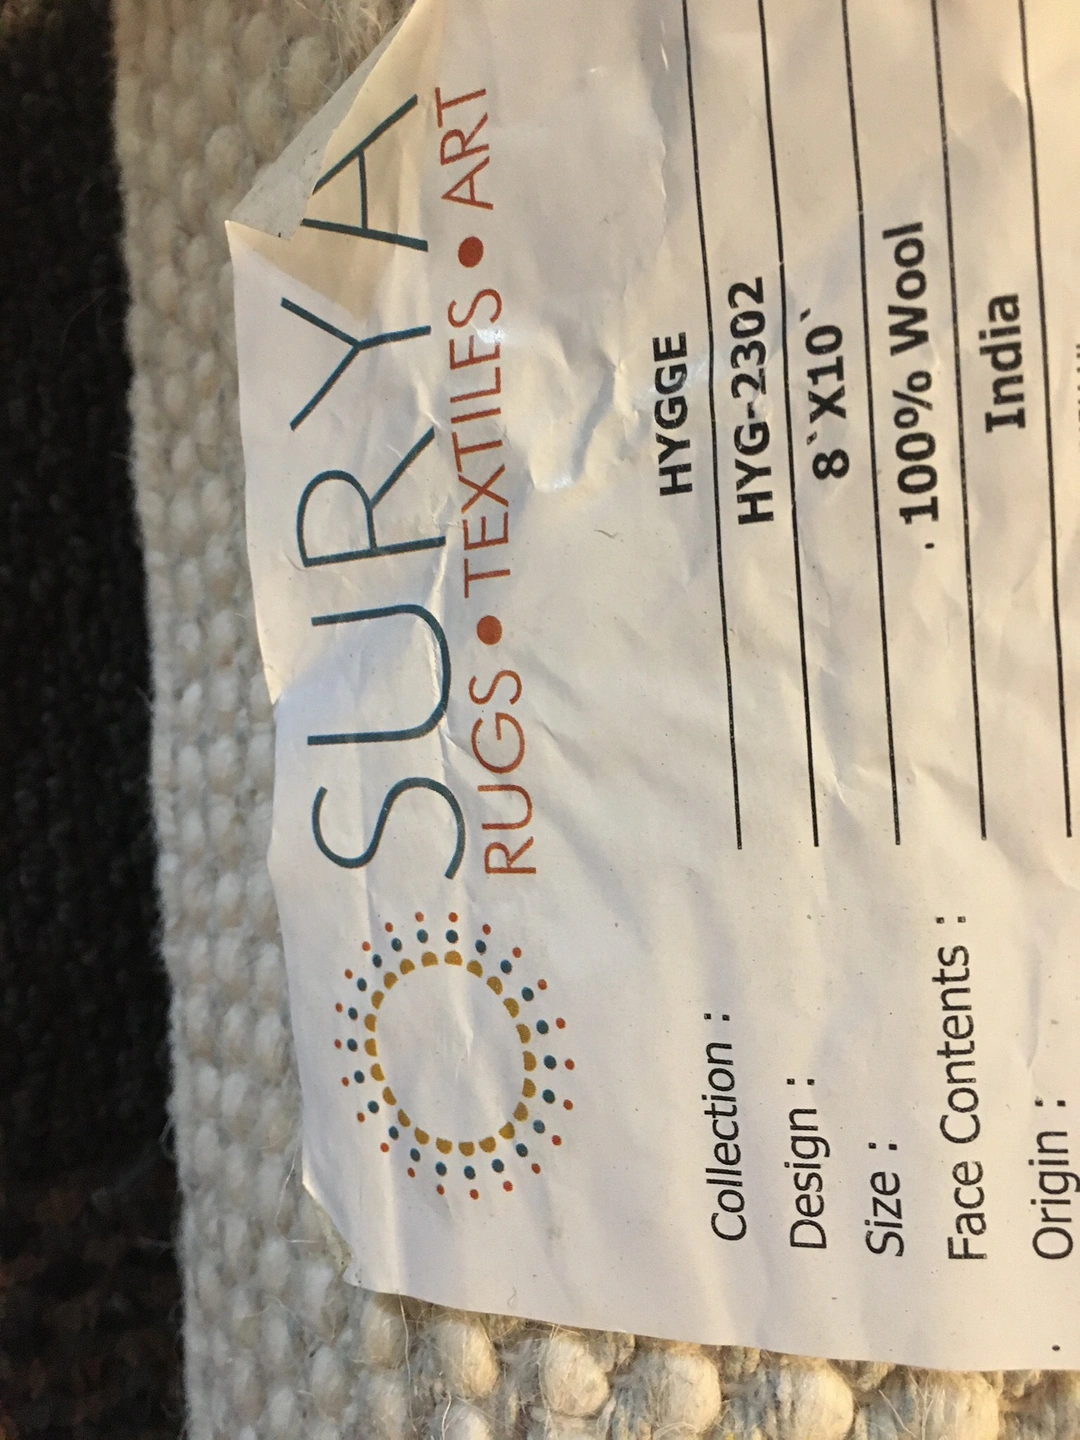 SURYA
RUGS • TEXTILES • ART
Collection : HYGGE
Design : HYG-2302
Size : 8`X10`
Face Contents : . 100% Wool
Origin : India